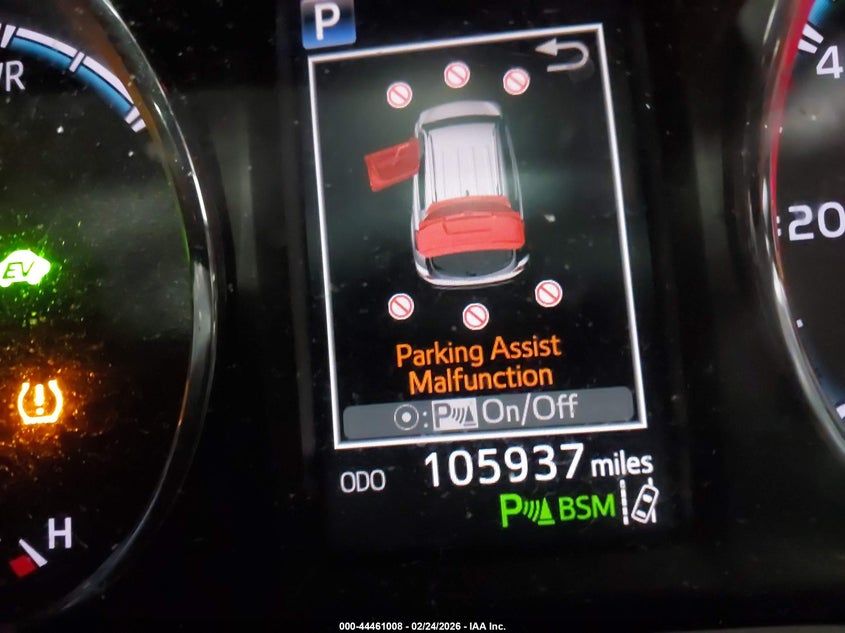 P
WR
4
20
EV
Parking Assist
Malfunction
: P On/Off
ODO 105937 miles
P BSM
H
000-44461008 - 02/24/2026 - IAA Inc.